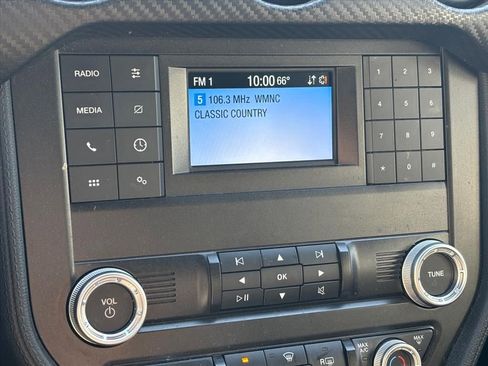 RADIO
MEDIA
FM 1 10:00 66°
5 106.3 MHz WMNC
CLASSIC COUNTRY
1 2 3
4 5 6
7 8 9
* 0 #
OK
VOL
TUNE
MAX A/C
MAX
R